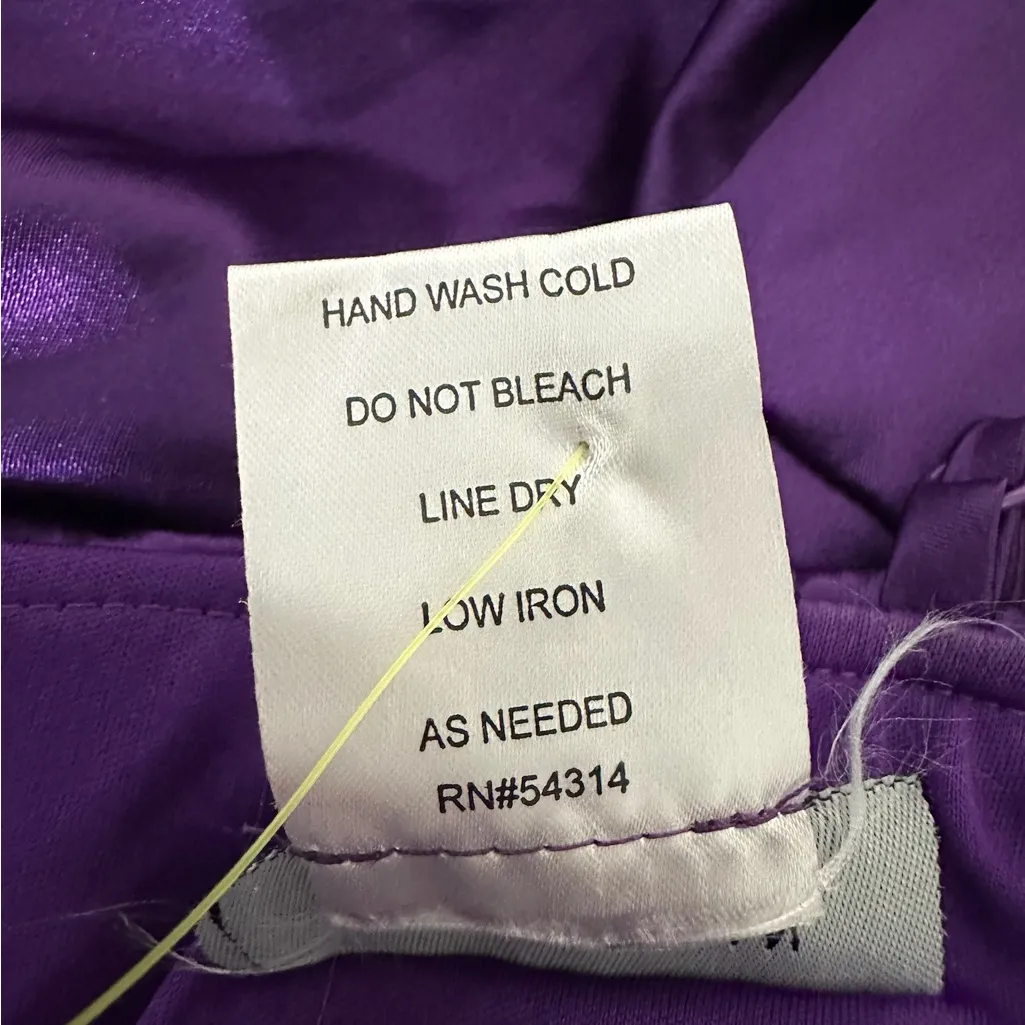 HAND WASH COLD
DO NOT BLEACH
LINE DRY
LOW IRON
AS NEEDED
RN#54314